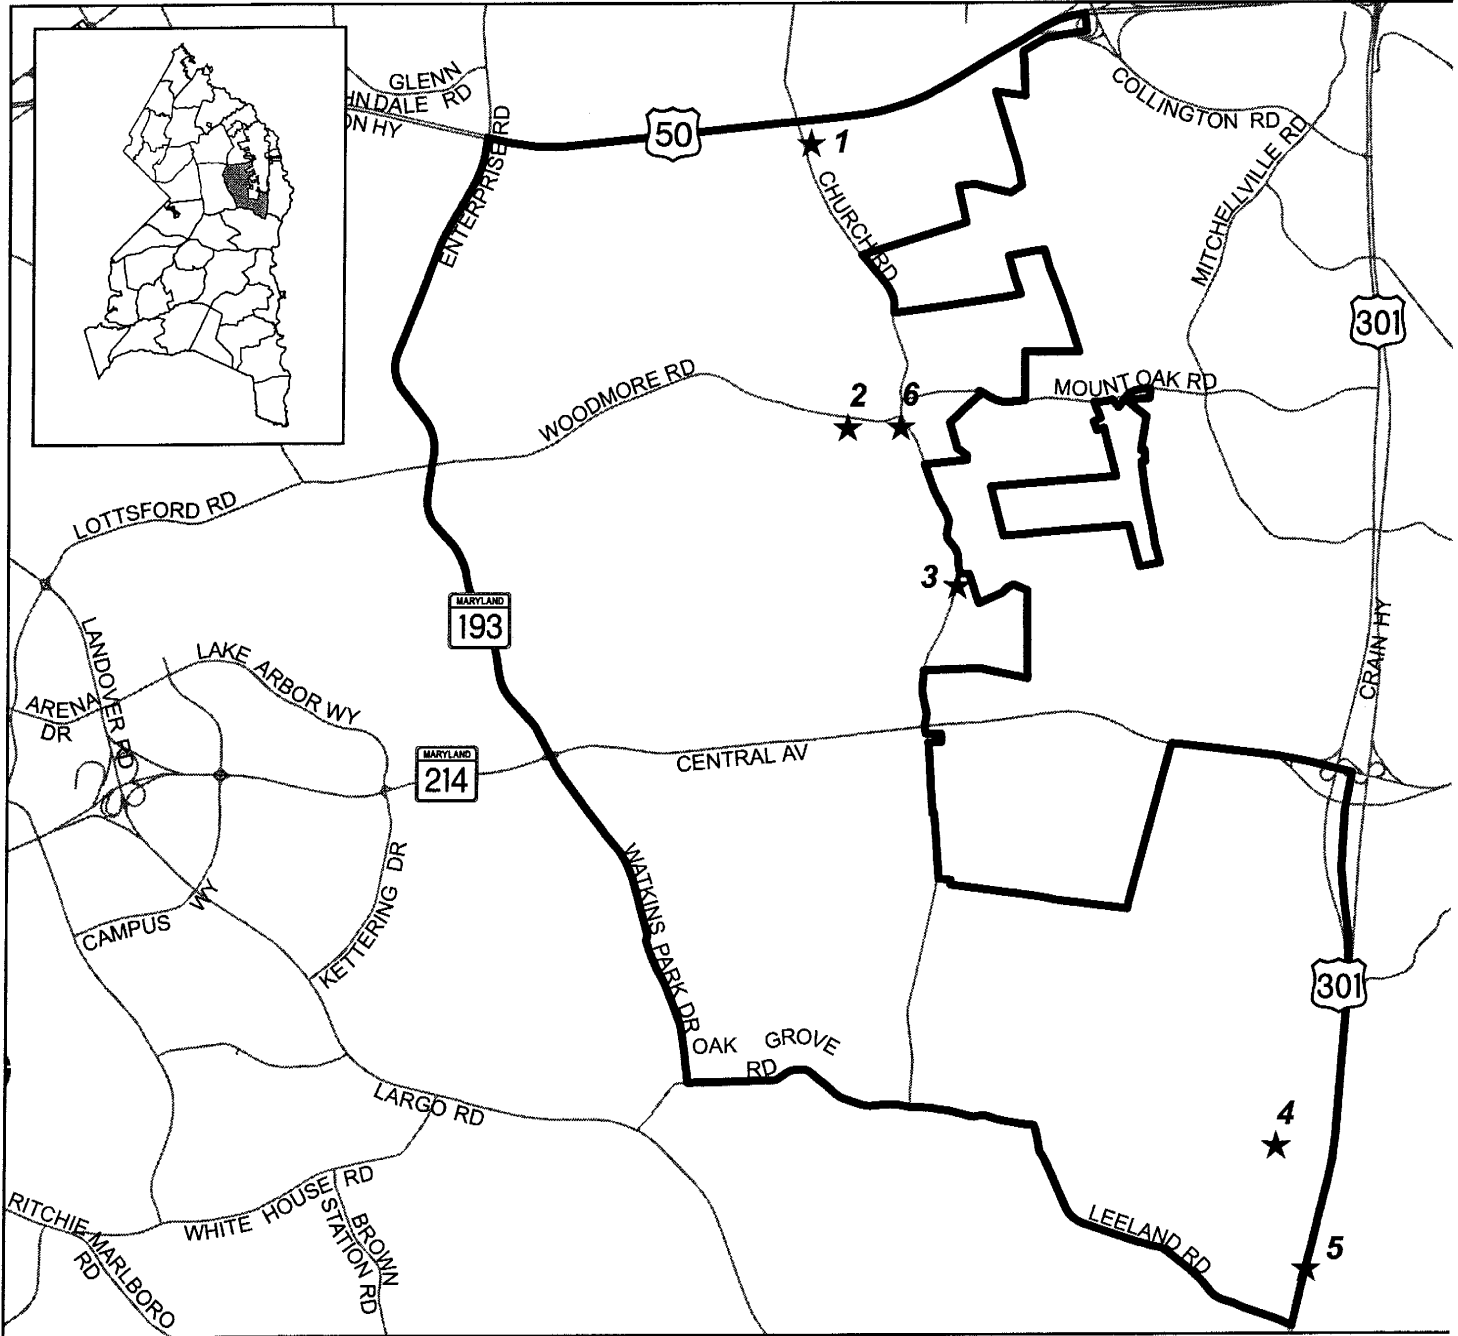 GLENN
HN DALE RD
ON HY
ENTERPRISE RD
50
1
CHURCH RD
COLLINGTON RD
MITCHELLVILLE RD
301
WOODMORE RD
2
6
MOUNT OAK RD
LOTTSFORD RD
3
MARYLAND
193
LANDOVER RD
LAKE ARBOR WY
ARENA
DR
CRAIN HY
MARYLAND
214
CENTRAL AV
WATKINS PARK DR
KETTERING DR
CAMPUS WY
301
OAK GROVE
RD
LARGO RD
4
WHITE HOUSE RD
BROWN
STATION RD
RITCHIE MARLBORO
RD
LEELAND RD
5